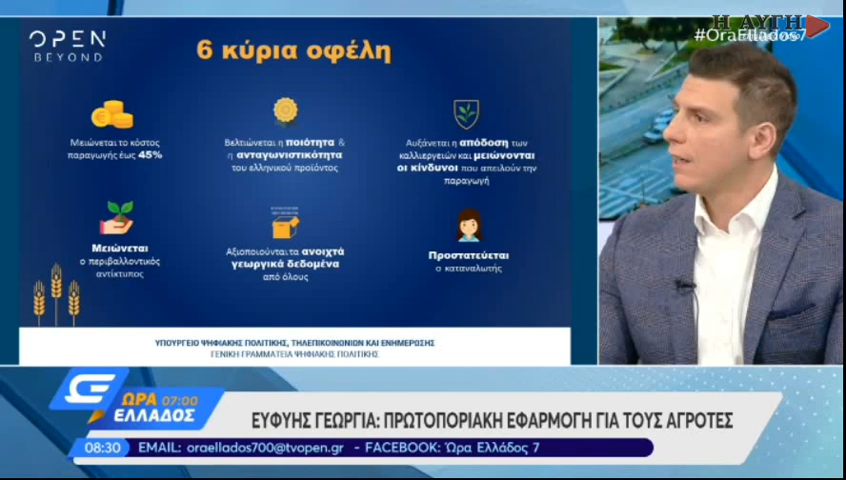 OPEN
BEYOND
6 κύρια οφέλη
Η ΑΥΓΗ
#OraEllados7
Μειώνεται το κόστος
παραγωγής έως 45%
Βελτιώνεται η ποιότητα &
η ανταγωνιστικότητα
του ελληνικού προϊόντος
Αυξάνεται η απόδοση των
καλλιεργειών και μειώνονται
οι κίνδυνοι που απειλούν την
παραγωγή
Μειώνεται
ο περιβαλλοντικός
αντίκτυπος
Αξιοποιούνται τα ανοιχτά
γεωργικά δεδομένα
από όλους
Προστατεύεται
ο καταναλωτής
ΥΠΟΥΡΓΕΙΟ ΨΗΦΙΑΚΗΣ ΠΟΛΙΤΙΚΗΣ, ΤΗΛΕΠΙΚΟΙΝΩΝΙΩΝ ΚΑΙ ΕΝΗΜΕΡΩΣΗΣ
ΓΕΝΙΚΗ ΓΡΑΜΜΑΤΕΙΑ ΨΗΦΙΑΚΗΣ ΠΟΛΙΤΙΚΗΣ
ΩΡΑ 07:00
ΕΛΛΑΔΟΣ
ΕΥΦΥΗΣ ΓΕΩΡΓΙΑ: ΠΡΩΤΟΠΟΡΙΑΚΗ ΕΦΑΡΜΟΓΗ ΓΙΑ ΤΟΥΣ ΑΓΡΟΤΕΣ
08:30 EMAIL: oraellados700@tvopen.gr - FACEBOOK: Ώρα Ελλάδος 7